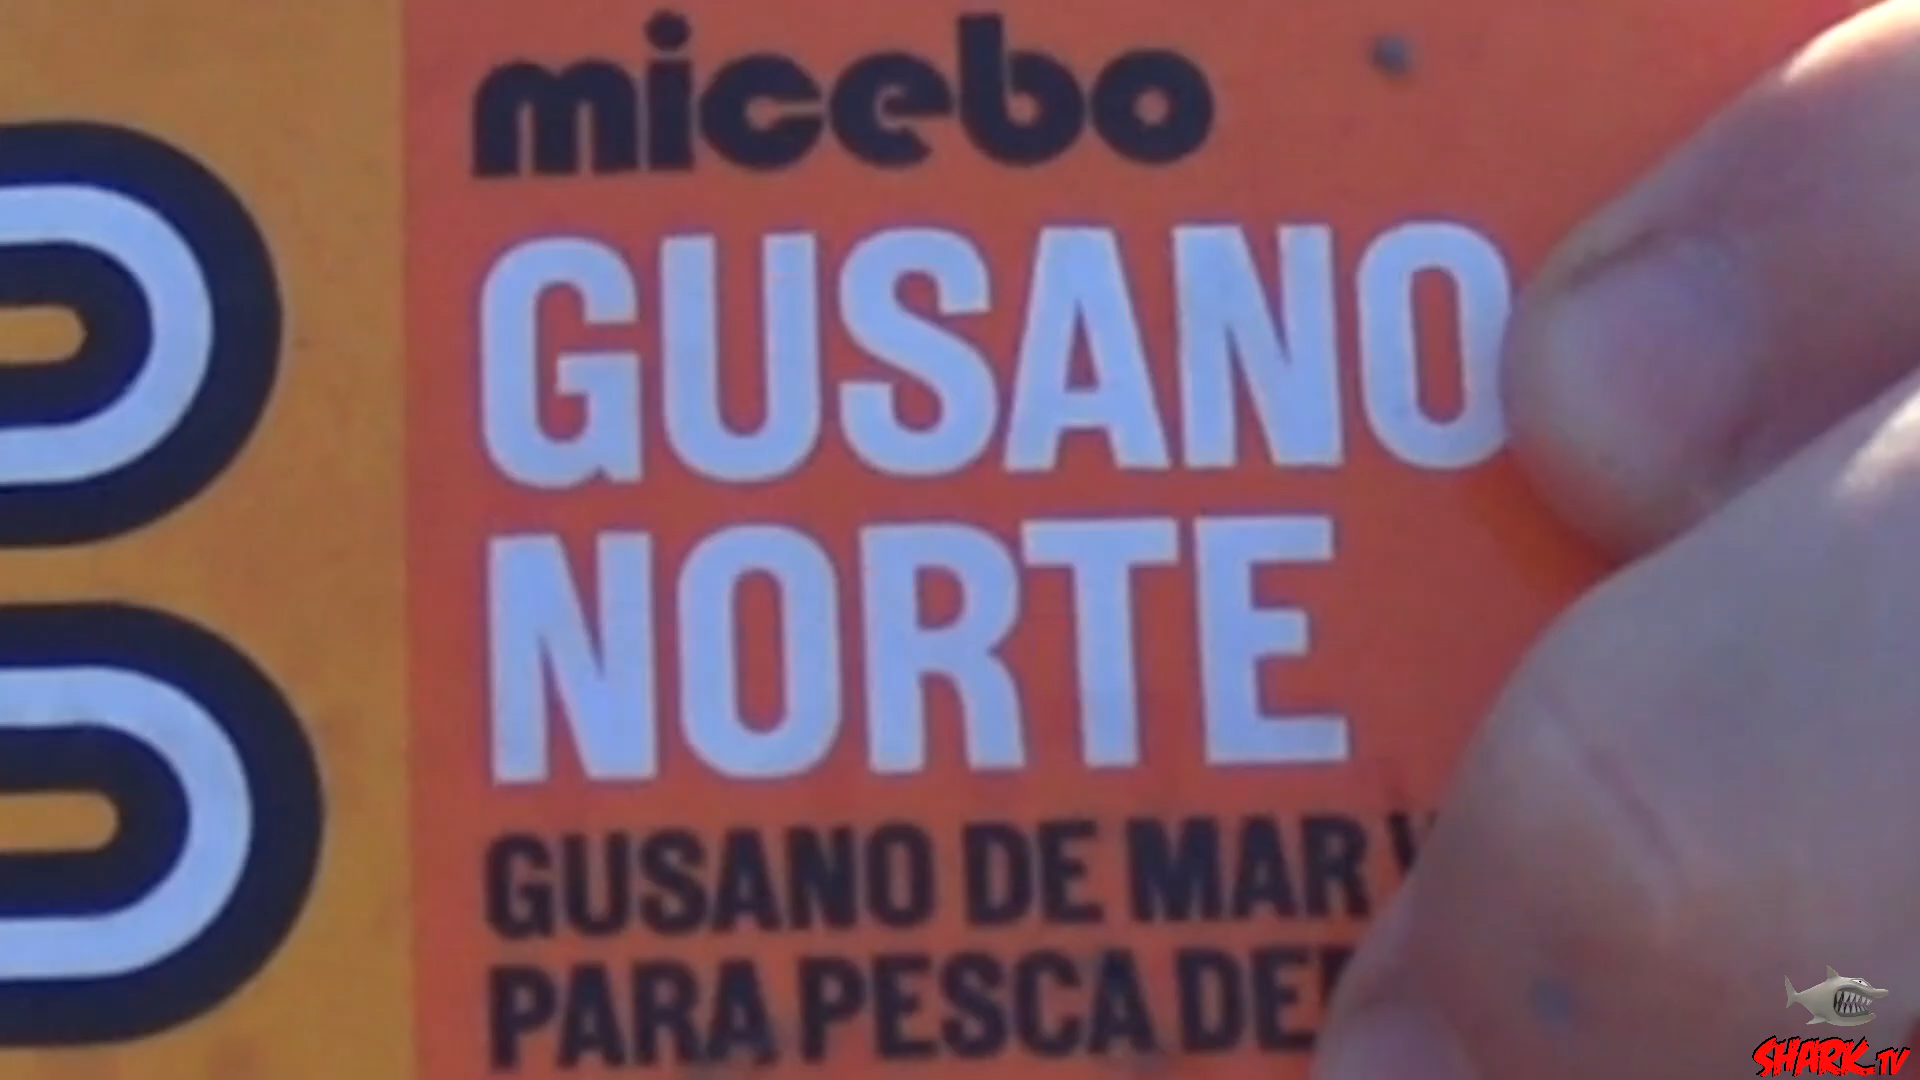 micebo
GUSANO
NORTE
GUSANO DE MAR
PARA PESCA
SHARK.TV